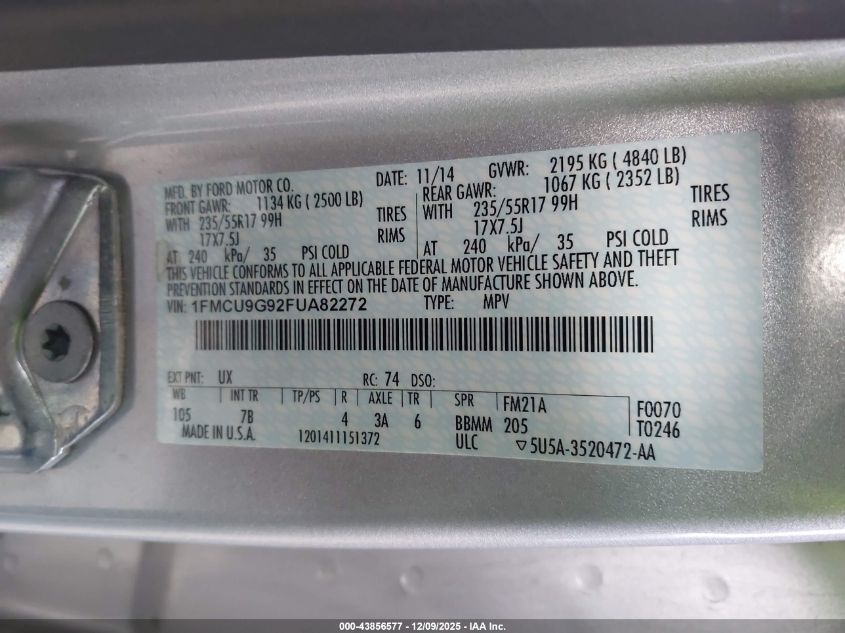 MFD. BY FORD MOTOR CO. DATE: 11/14 GVWR: 2195 KG ( 4840 LB)
FRONT GAWR: 1134 KG ( 2500 LB) REAR GAWR: 1067 KG ( 2352 LB)
WITH 235/55R17 99H TIRES WITH 235/55R17 99H TIRES
17X7.5J RIMS 17X7.5J RIMS
AT 240 kPa/ 35 PSI COLD AT 240 kPa/ 35 PSI COLD
THIS VEHICLE CONFORMS TO ALL APPLICABLE FEDERAL MOTOR VEHICLE SAFETY AND THEFT
PREVENTION STANDARDS IN EFFECT ON THE DATE OF MANUFACTURE SHOWN ABOVE.
VIN: 1FMCU9G92FUA82272 TYPE: MPV
EXT PNT: UX RC: 74 DSO:
WB INT TR TP/PS R AXLE TR SPR FM21A F0070
105 7B 4 3A 6 BBMM 205 T0246
MADE IN U.S.A. 1201411151372 ULC ▽5U5A-3520472-AA
000-43856577 - 12/09/2025 - IAA Inc.